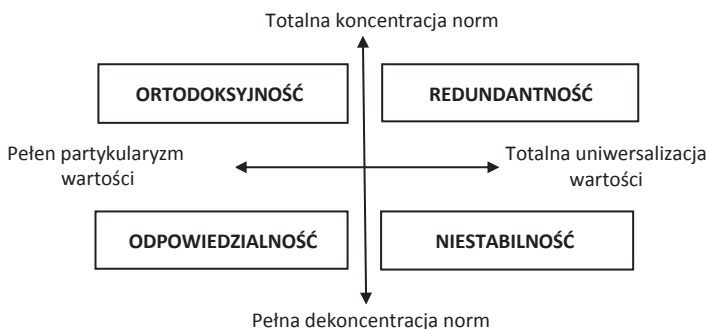 Totalna koncentracja norm
ORTODOKSYJNOŚĆ
REDUNDANTNOŚĆ
Pełen partykularyzm
wartości
Totalna uniwersalizacja
wartości
ODPOWIEDZIALNOŚĆ
NIESTABILNOŚĆ
Pełna dekoncentracja norm